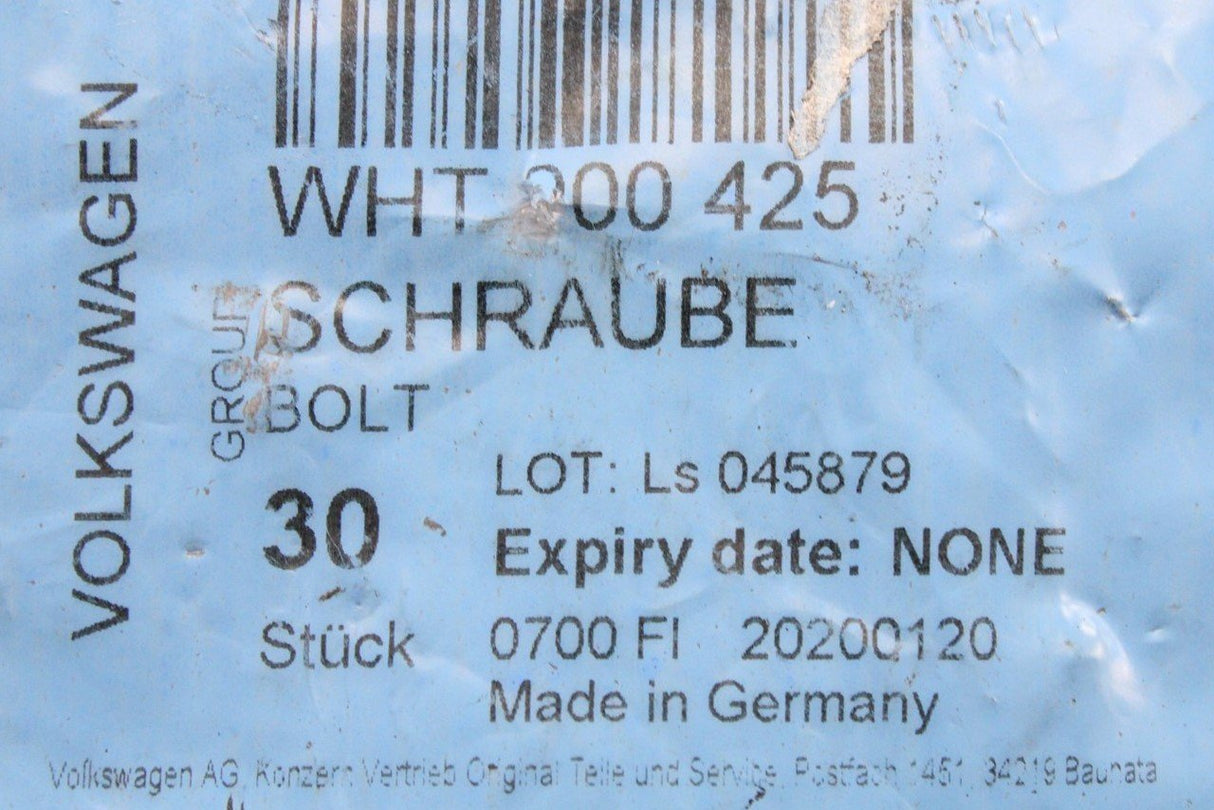 VOLKSWAGEN
GROUP
WHT 200 425
SCHRAUBE
BOLT
30
Stück
LOT: Ls 045879
Expiry date: NONE
0700 FI 20200120
Made in Germany
Volkswagen AG, Konzern Vertrieb Original Teile und Service, Postfach 1451, 34219 Baunata